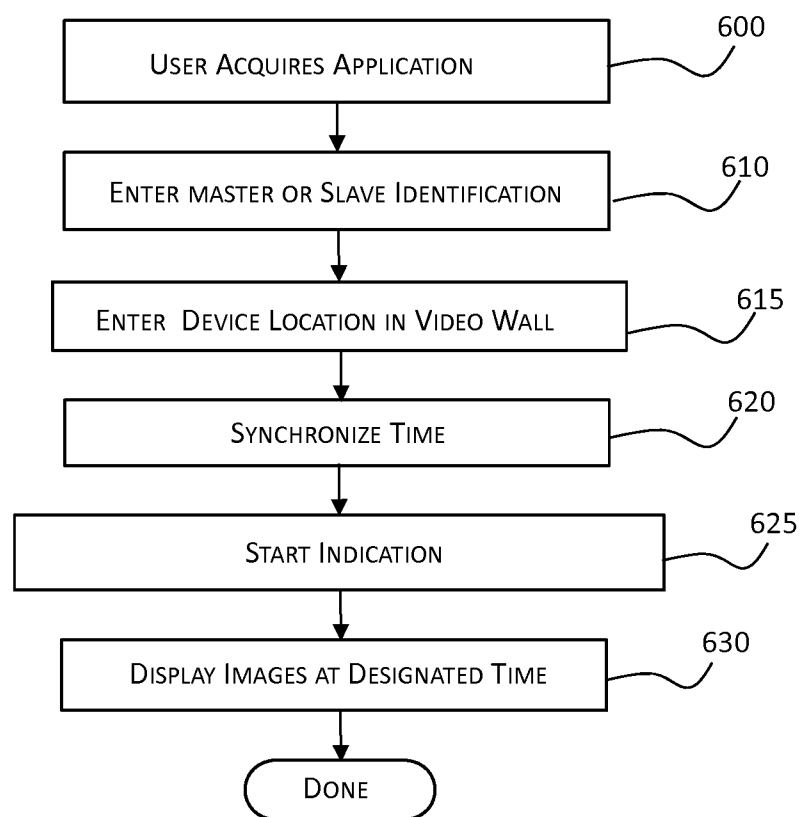 600
User Acquires Application
610
Enter master or Slave Identification
615
Enter Device Location in Video Wall
620
Synchronize Time
625
Start Indication
630
Display Images at Designated Time
Done